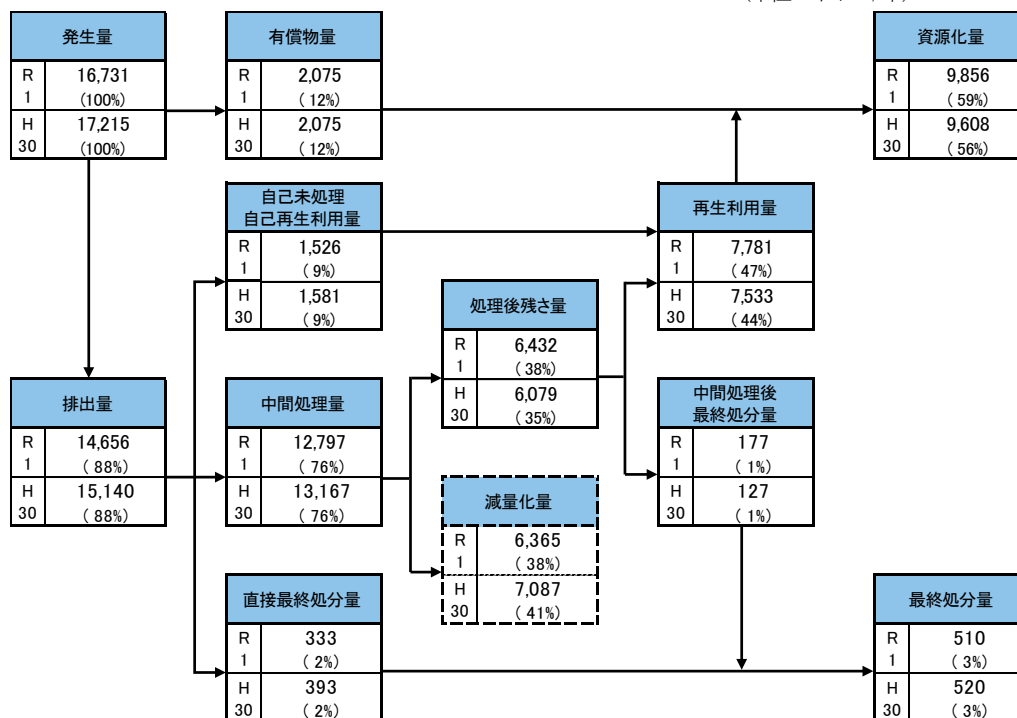 発生量
R 16,731
1 (100%)
H 17,215
30 (100%)
有償物量
R 2,075
1 ( 12%)
H 2,075
30 ( 12%)
資源化量
R 9,856
1 ( 59%)
H 9,608
30 ( 56%)
自己未処理
自己再生利用量
R 1,526
1 ( 9%)
H 1,581
30 ( 9%)
再生利用量
R 7,781
1 ( 47%)
H 7,533
30 ( 44%)
処理後残さ量
R 6,432
1 ( 38%)
H 6,079
30 ( 35%)
排出量
R 14,656
1 ( 88%)
H 15,140
30 ( 88%)
中間処理量
R 12,797
1 ( 76%)
H 13,167
30 ( 76%)
中間処理後
最終処分量
R 177
1 ( 1%)
H 127
30 ( 1%)
減量化量
R 6,365
1 ( 38%)
H 7,087
30 ( 41%)
直接最終処分量
R 333
1 ( 2%)
H 393
30 ( 2%)
最終処分量
R 510
1 ( 3%)
H 520
30 ( 3%)